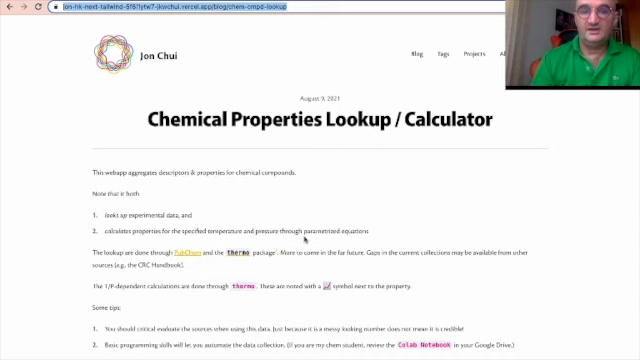 jon-hk-next-tailwind-5f67lytw7-jkwchui.vercel.app/blog/chem-cmpd-lookup
Jon Chui
Blog Tags Projects
August 9, 2021
Chemical Properties Lookup / Calculator
This webapp aggregates descriptors & properties for chemical compounds.
Note that it both
1. looks up experimental data, and
2. calculates properties for the specified temperature and pressure through parametrized equations
The lookup are done through PubChem and the thermo package. More to come in the far future. Gaps in the current collections may be available from other
sources (e.g., the CRC Handbook).
The T/P-dependent calculations are done through thermo. These are noted with a 📈 symbol next to the property.
Some tips:
1. You should critical evaluate the sources when using this data. Just because it is a messy looking number does not mean it is credible!
2. Basic programming skills will let you automate the data collection. (If you are my chem student, review the Colab Notebook in your Google Drive.)